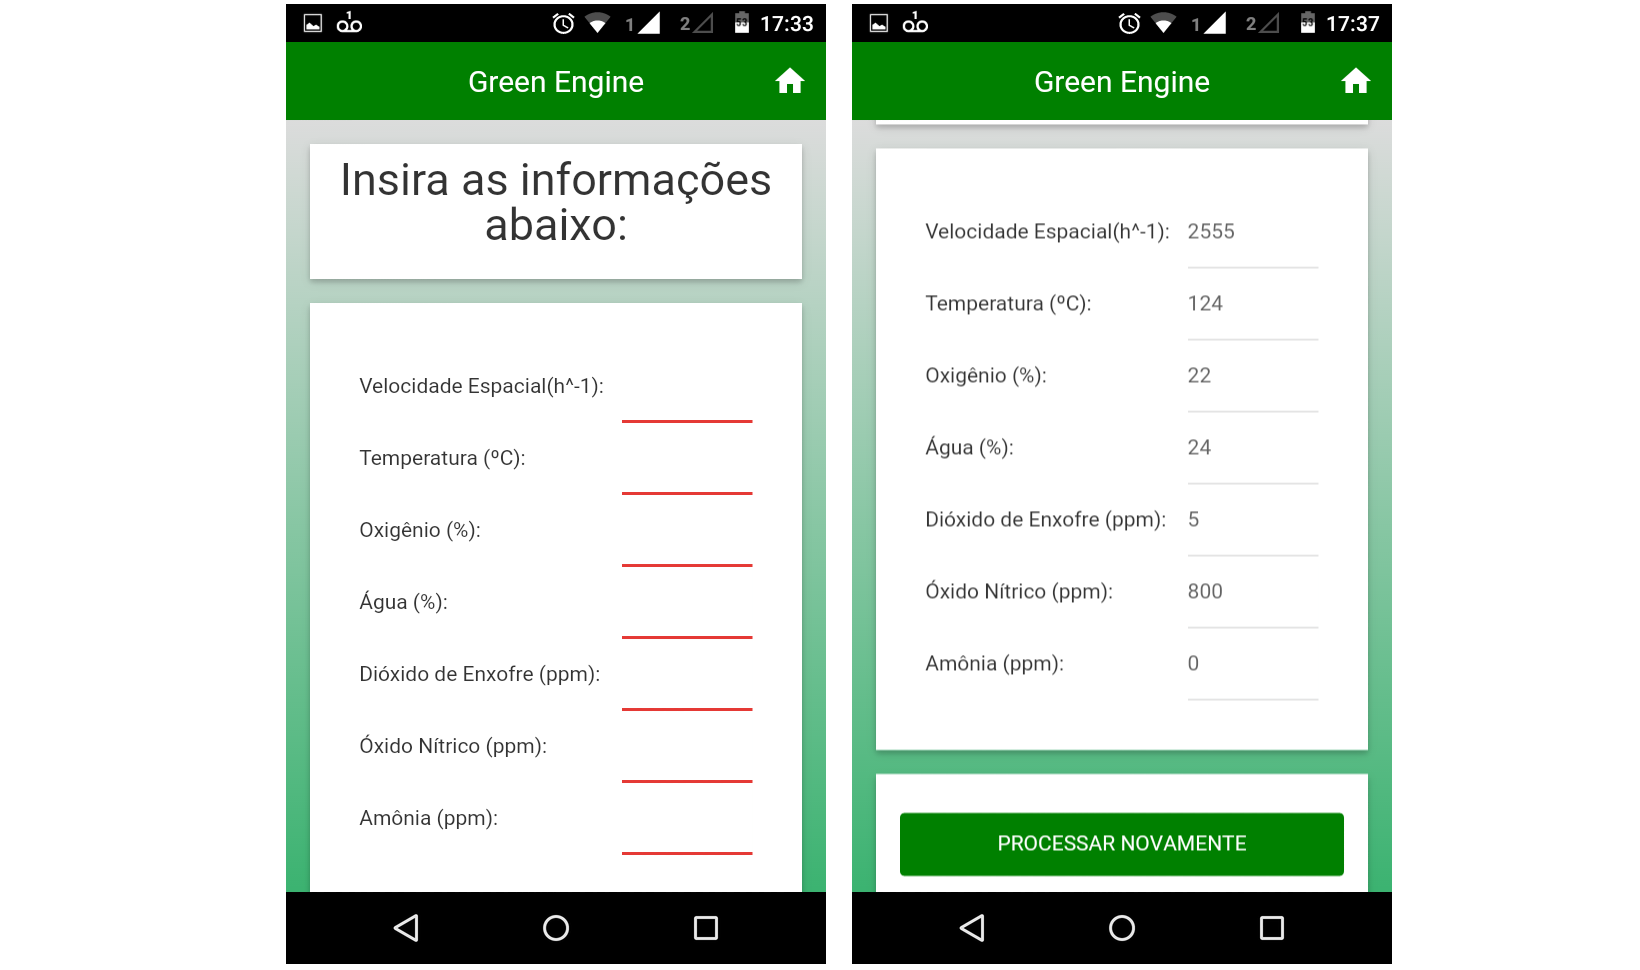 1 2 53 17:33
Green Engine
Insira as informações
abaixo:
Velocidade Espacial(h^-1):
Temperatura (ºC):
Oxigênio (%):
Água (%):
Dióxido de Enxofre (ppm):
Óxido Nítrico (ppm):
Amônia (ppm):
1 2 53 17:37
Green Engine
Velocidade Espacial(h^-1): 2555
Temperatura (ºC): 124
Oxigênio (%): 22
Água (%): 24
Dióxido de Enxofre (ppm): 5
Óxido Nítrico (ppm): 800
Amônia (ppm): 0
PROCESSAR NOVAMENTE